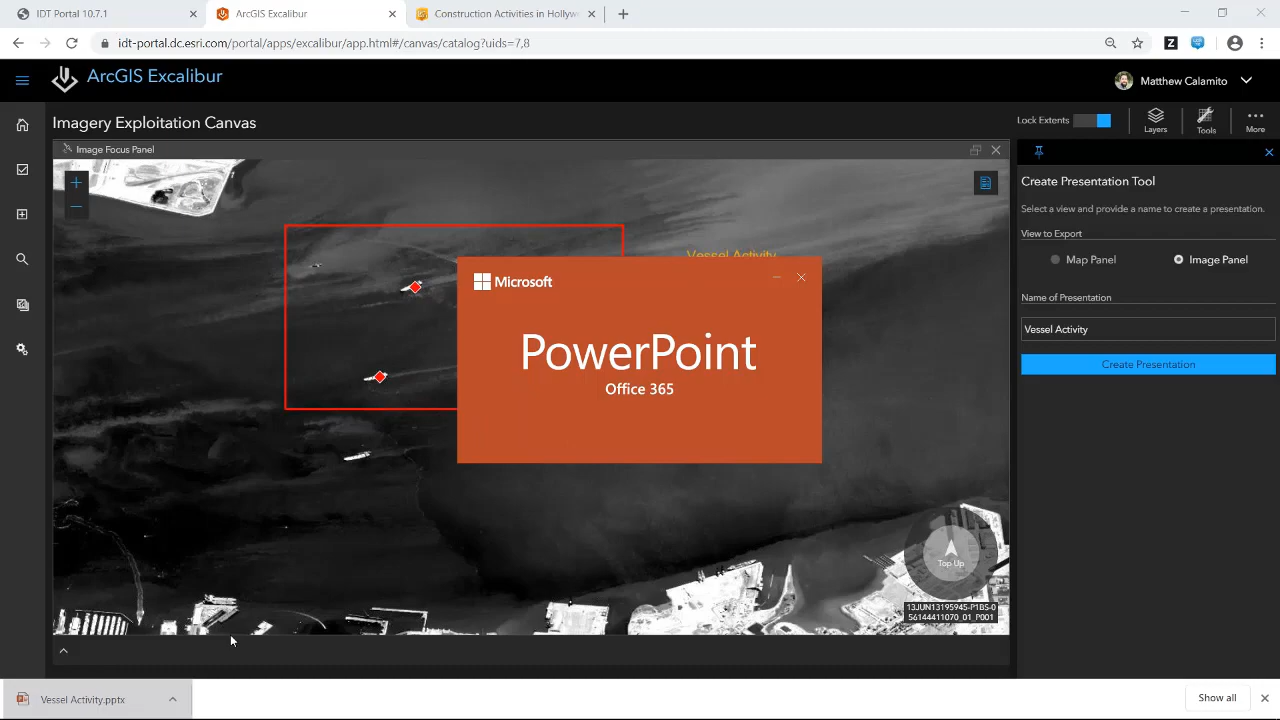 IDT Portal 10.7.1
ArcGIS Excalibur
Construction Activities in Hollyw
idt-portal.dc.esri.com/portal/apps/excalibur/app.html#/canvas/catalog?uids=7,8
ArcGIS Excalibur
Matthew Calamito
Imagery Exploitation Canvas
Lock Extents
Layers
Tools
More
Image Focus Panel
Create Presentation Tool
Select a view and provide a name to create a presentation.
View to Export
Map Panel
Image Panel
Name of Presentation
Vessel Activity
Create Presentation
Vessel Activity
Microsoft
PowerPoint
Office 365
Top Up
13JUN13195945-P1BS-0
56144411070_01_P001
Vessel Activity.pptx
Show all